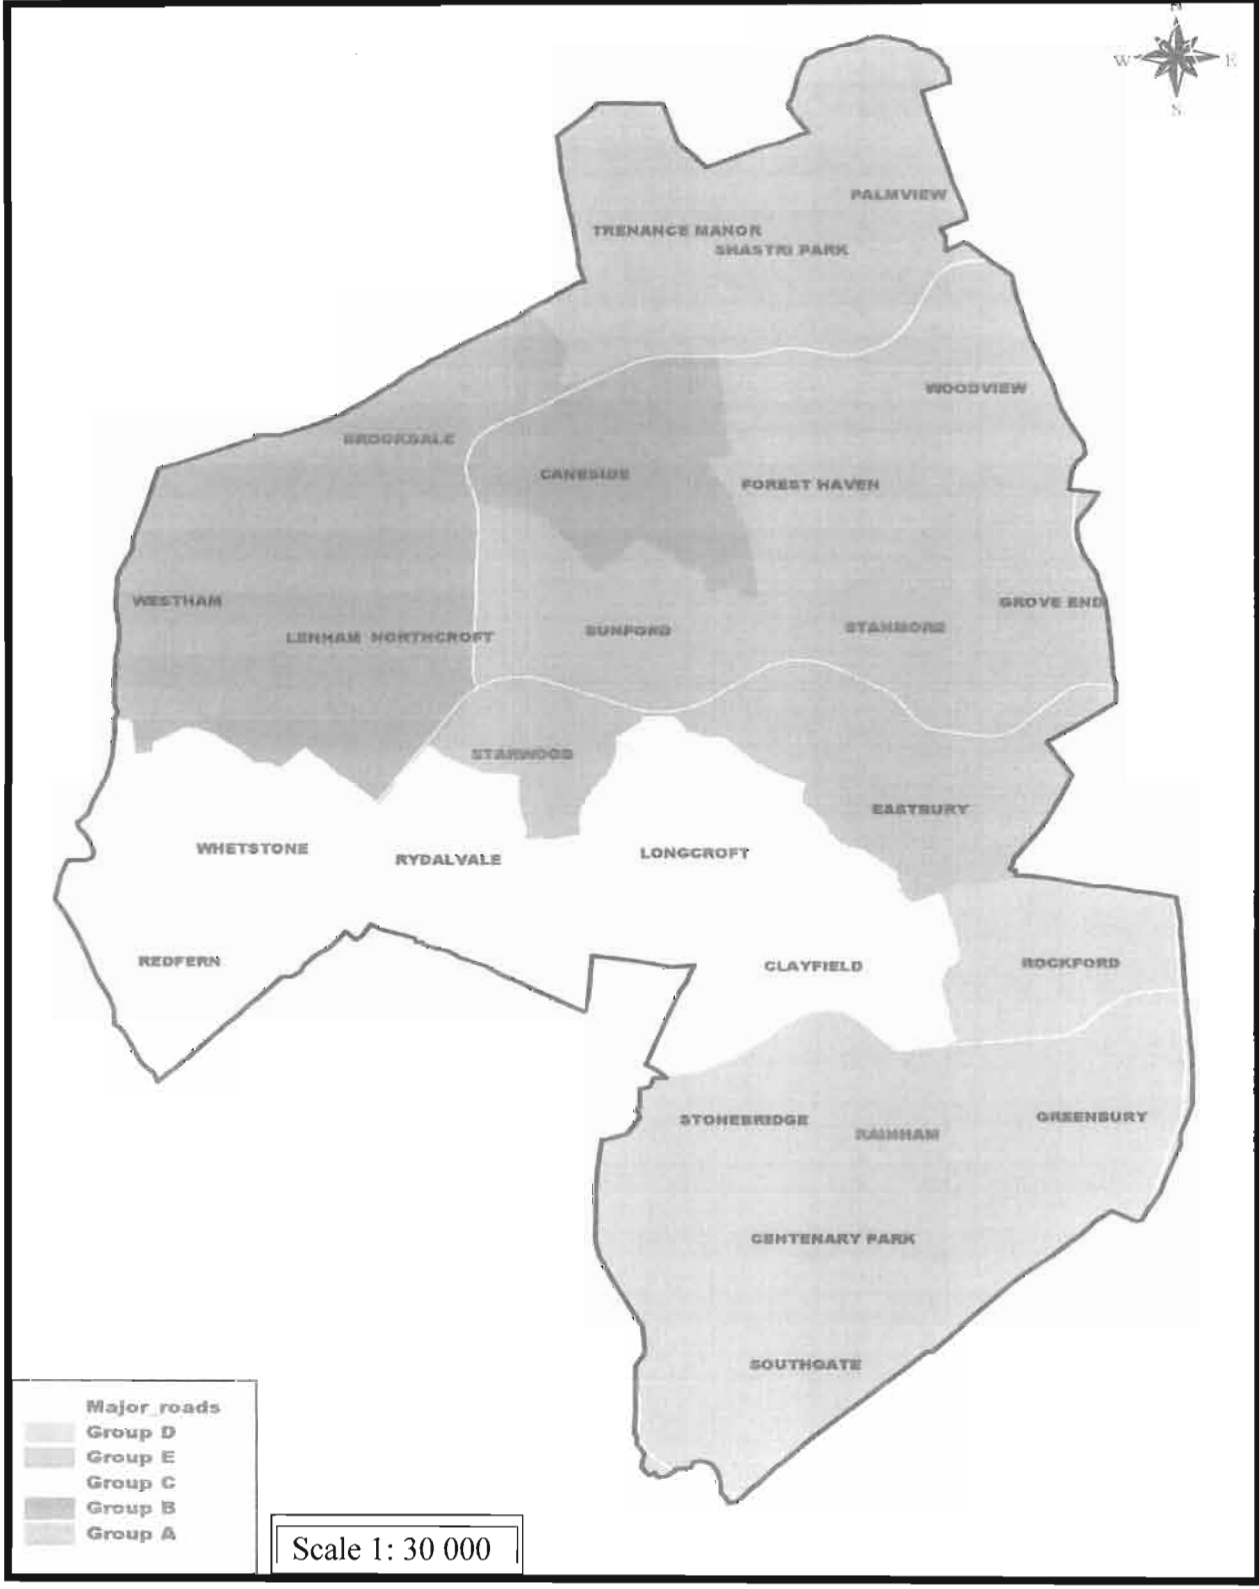 W E
S
PALMVIEW
TRENANCE MANOR
SHASTRI PARK
WOODVIEW
BROOKDALE
CANESIDE
FOREST HAVEN
WESTHAM
GROVE END
LENHAM NORTHCROFT
SUNFORD
STANMORE
STARWOOD
EASTBURY
WHETSTONE
RYDALVALE
LONGCROFT
REDFERN
CLAYFIELD
ROCKFORD
STONEBRIDGE
RAINHAM
GREENBURY
CENTENARY PARK
SOUTHGATE
Major_roads
Group D
Group E
Group C
Group B
Group A
Scale 1: 30 000